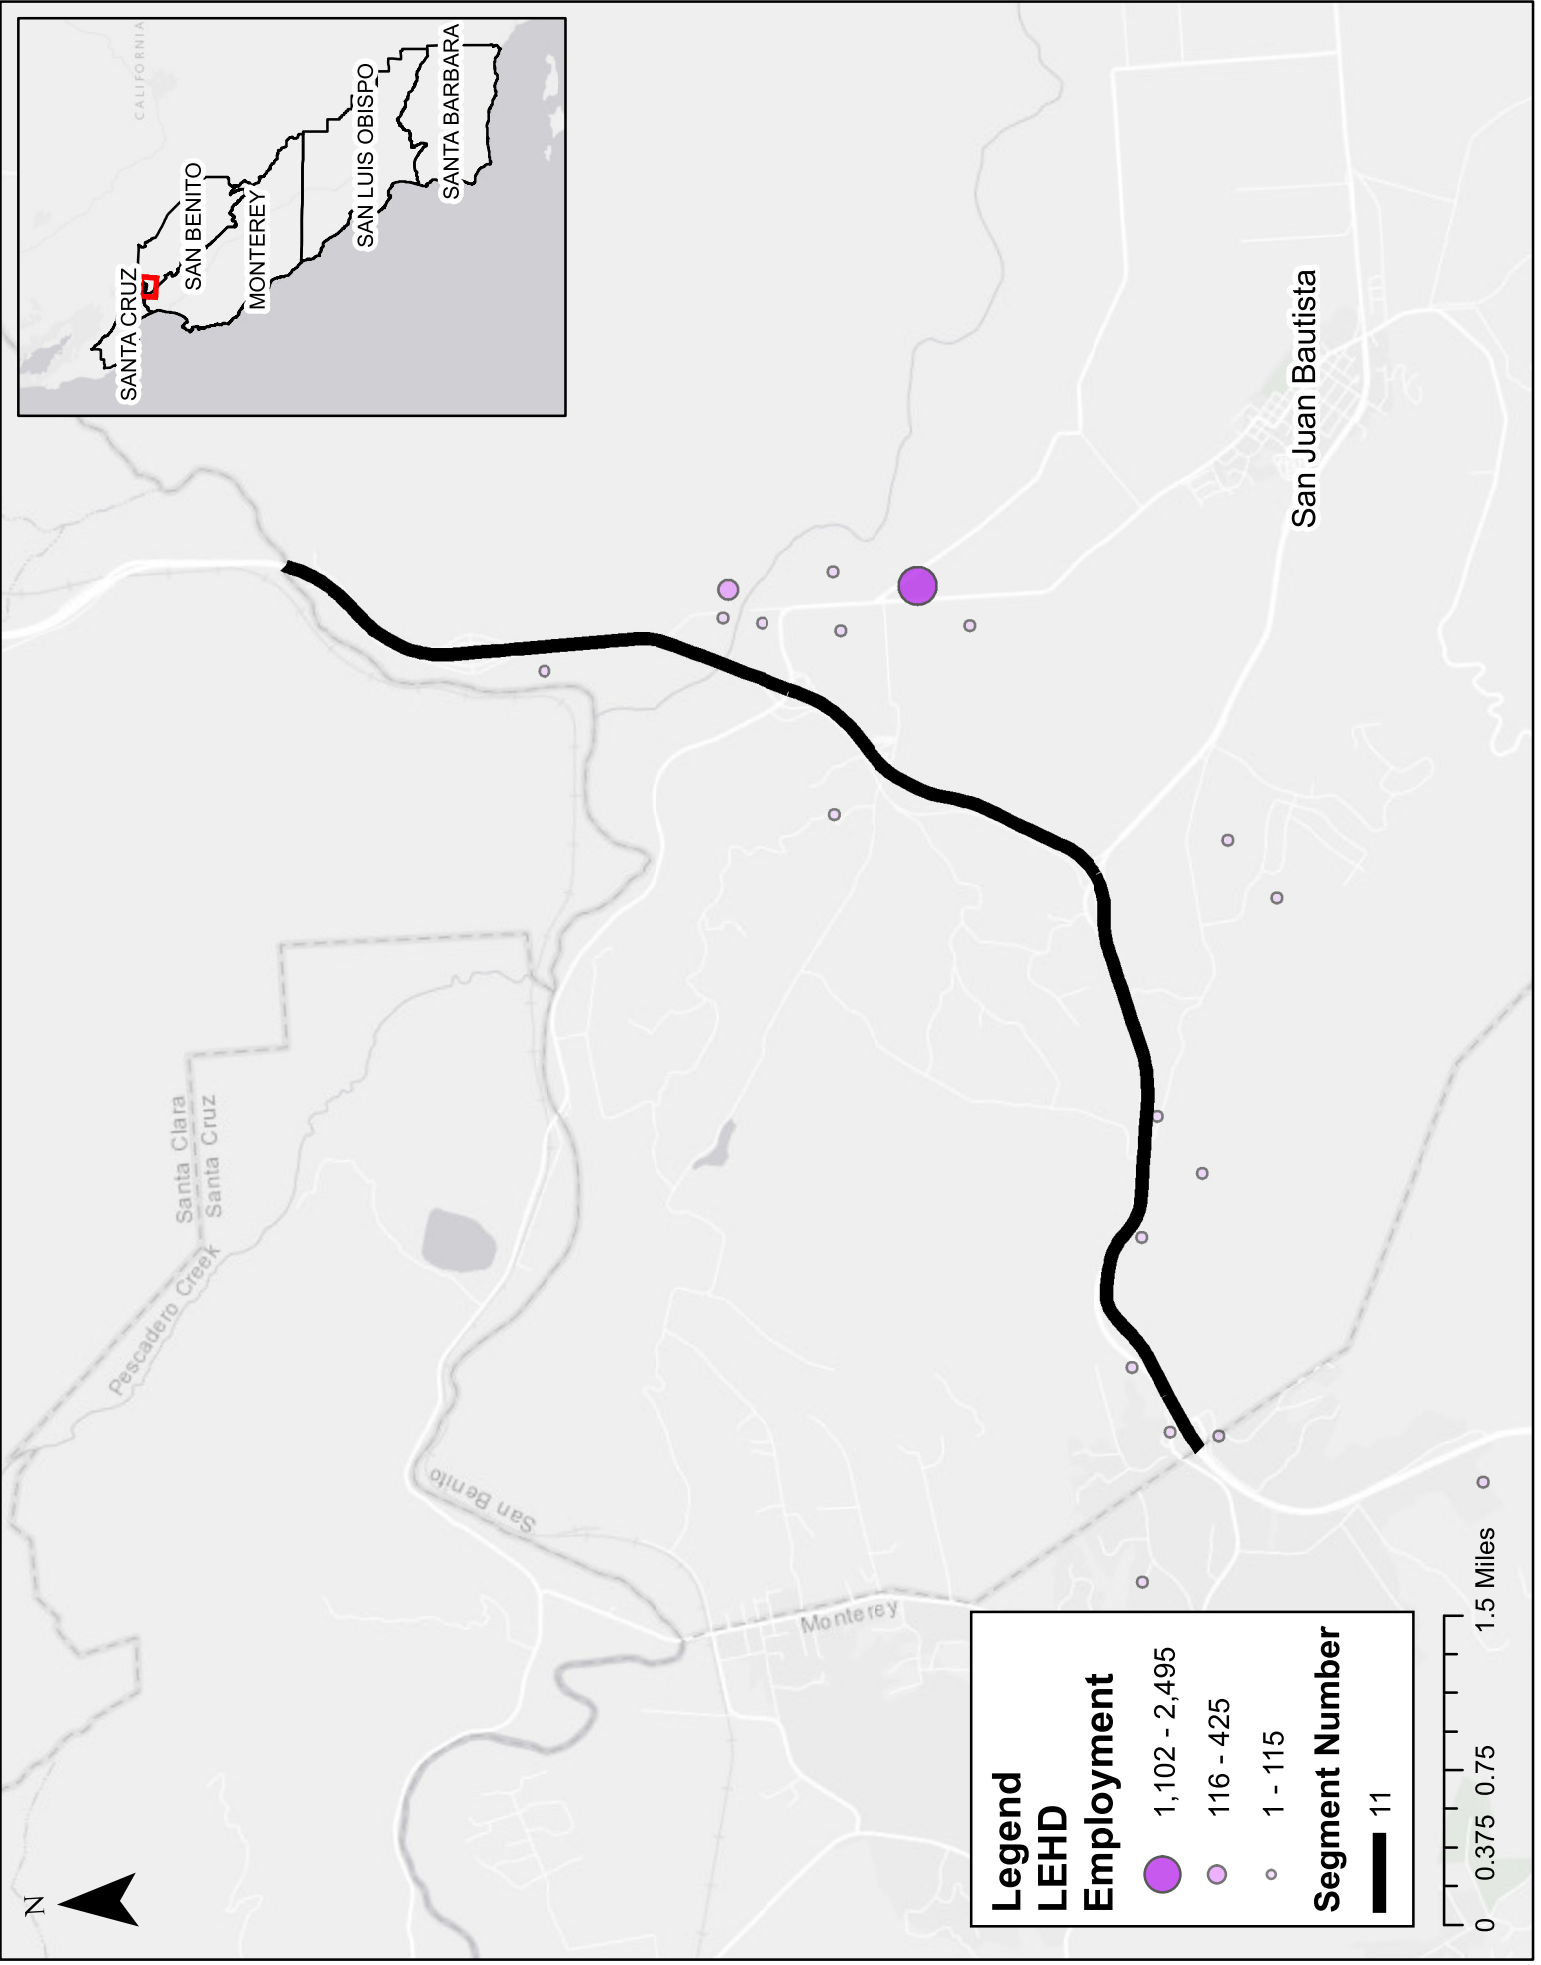 N
Santa Clara
Santa Cruz
Pescadero Creek
San Benito
Monterey
San Juan Bautista
CALIFORNIA
SANTA CRUZ
SAN BENITO
MONTEREY
SAN LUIS OBISPO
SANTA BARBARA
Legend
LEHD
Employment
1,102 - 2,495
116 - 425
1 - 115
Segment Number
11
0 0.375 0.75 1.5 Miles